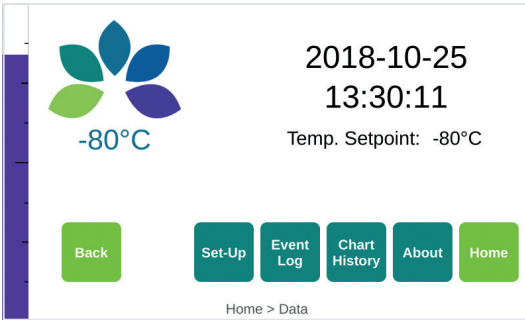 2018-10-25
13:30:11
-80°C
Temp. Setpoint: -80°C
Back
Set-Up
Event
Log
Chart
History
About
Home
Home > Data